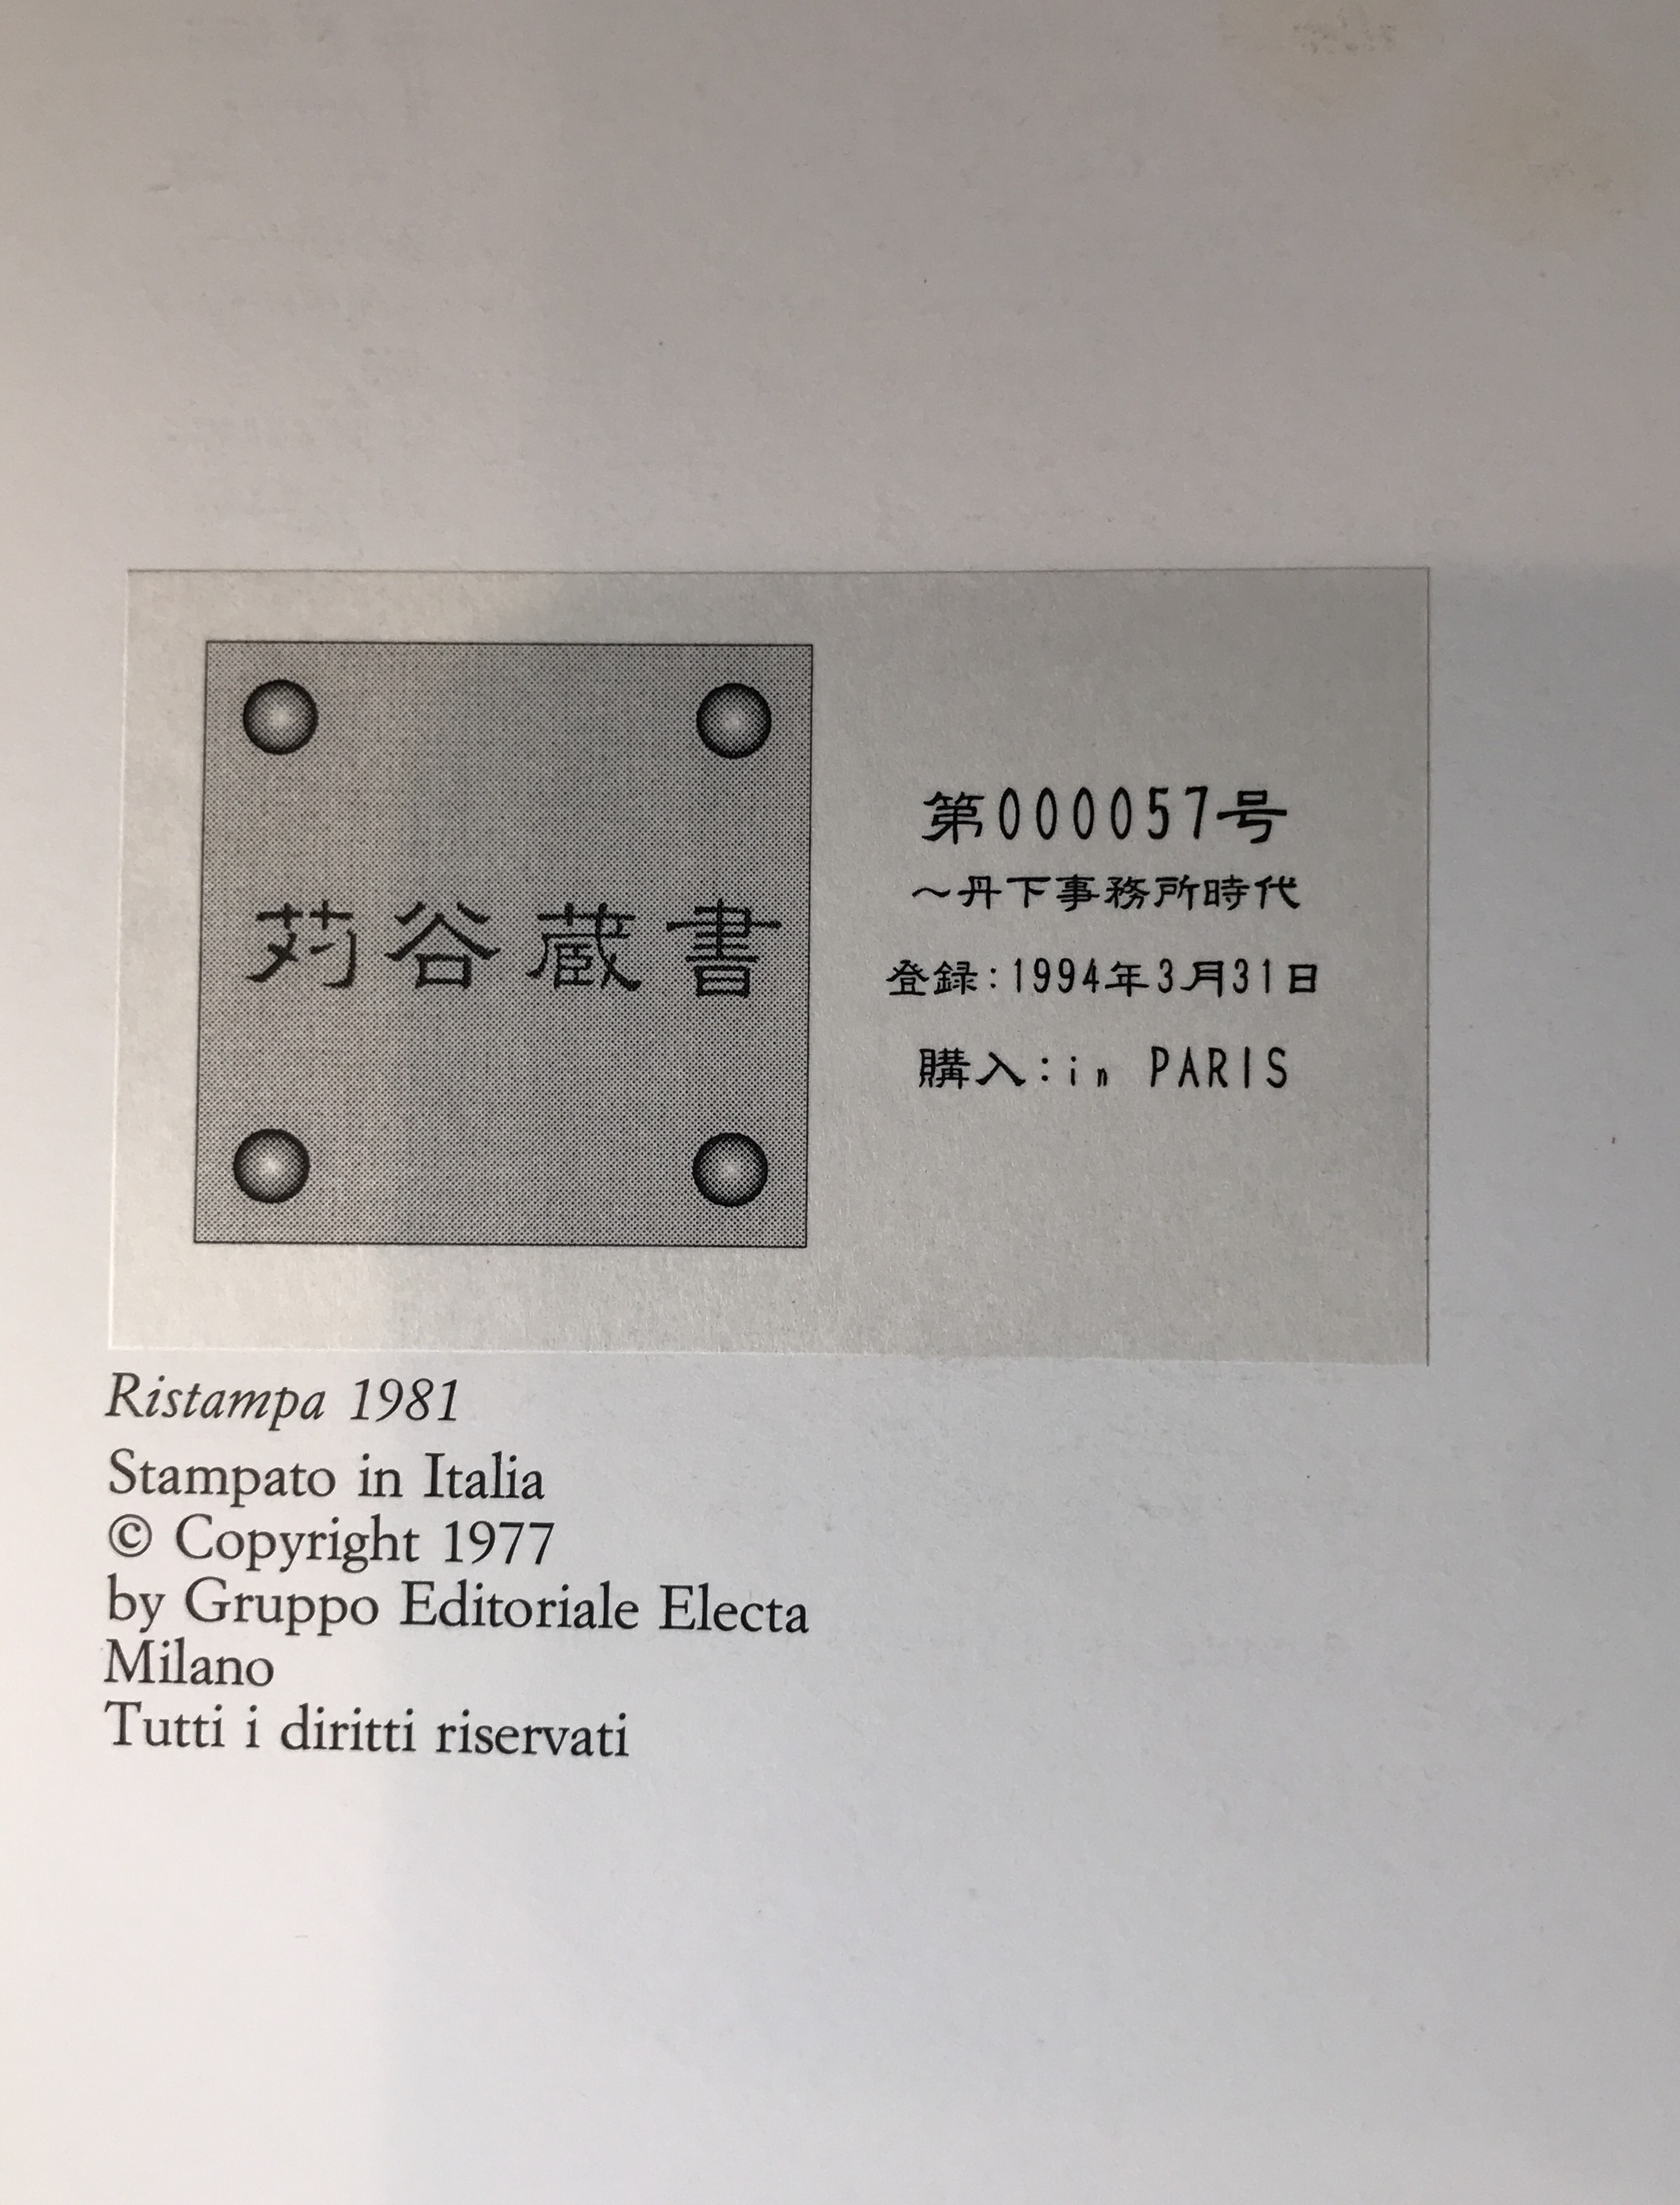 苅谷蔵書
第000057号
～丹下事務所時代
登録:1994年3月31日
購入:in PARIS
Ristampa 1981
Stampato in Italia
© Copyright 1977
by Gruppo Editoriale Electa
Milano
Tutti i diritti riservati